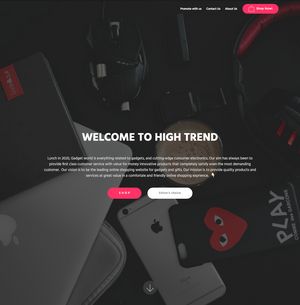 Promote with us Contact Us About Us Shop Now!
WELCOME TO HIGH TREND
Lonch in 2020, Gadget world is everything related to gadgets, and cutting-edge consumer electronics. Our aim has always been to
provide first class customer service with value for money innovative products that completely satisfy even the most demanding
customer. Our vision is to be the leading online shopping website for gadgets and gifts. Our mission is to provide quality products and
services at great value in a comfortable and friendly online shopping experience.
SHOP Editor's choice
PLAY